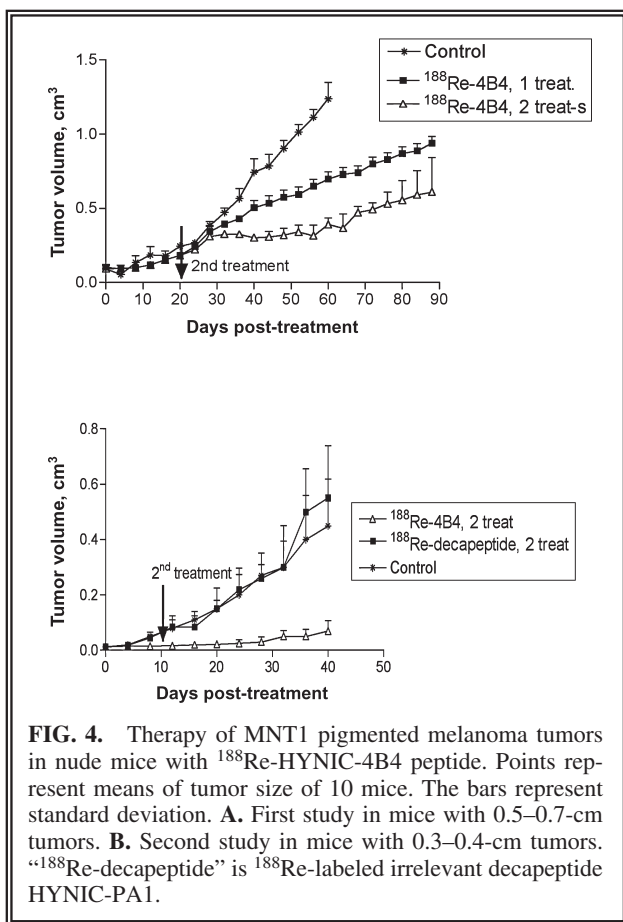 1.5
1.0
0.5
0.0
Tumor volume, cm³
0 10 20 30 40 50 60 70 80 90
Days post-treatment
2nd treatment
Control
¹⁸⁸Re-4B4, 1 treat.
¹⁸⁸Re-4B4, 2 treat-s
0.8
0.6
0.4
0.2
0.0
Tumor volume, cm³
0 10 20 30 40 50
Days post-treatment
2ⁿᵈ treatment
¹⁸⁸Re-4B4, 2 treat
¹⁸⁸Re-decapeptide, 2 treat
Control
FIG. 4. Therapy of MNT1 pigmented melanoma tumors
in nude mice with ¹⁸⁸Re-HYNIC-4B4 peptide. Points rep-
resent means of tumor size of 10 mice. The bars represent
standard deviation. A. First study in mice with 0.5–0.7-cm
tumors. B. Second study in mice with 0.3–0.4-cm tumors.
“¹⁸⁸Re-decapeptide” is ¹⁸⁸Re-labeled irrelevant decapeptide
HYNIC-PA1.